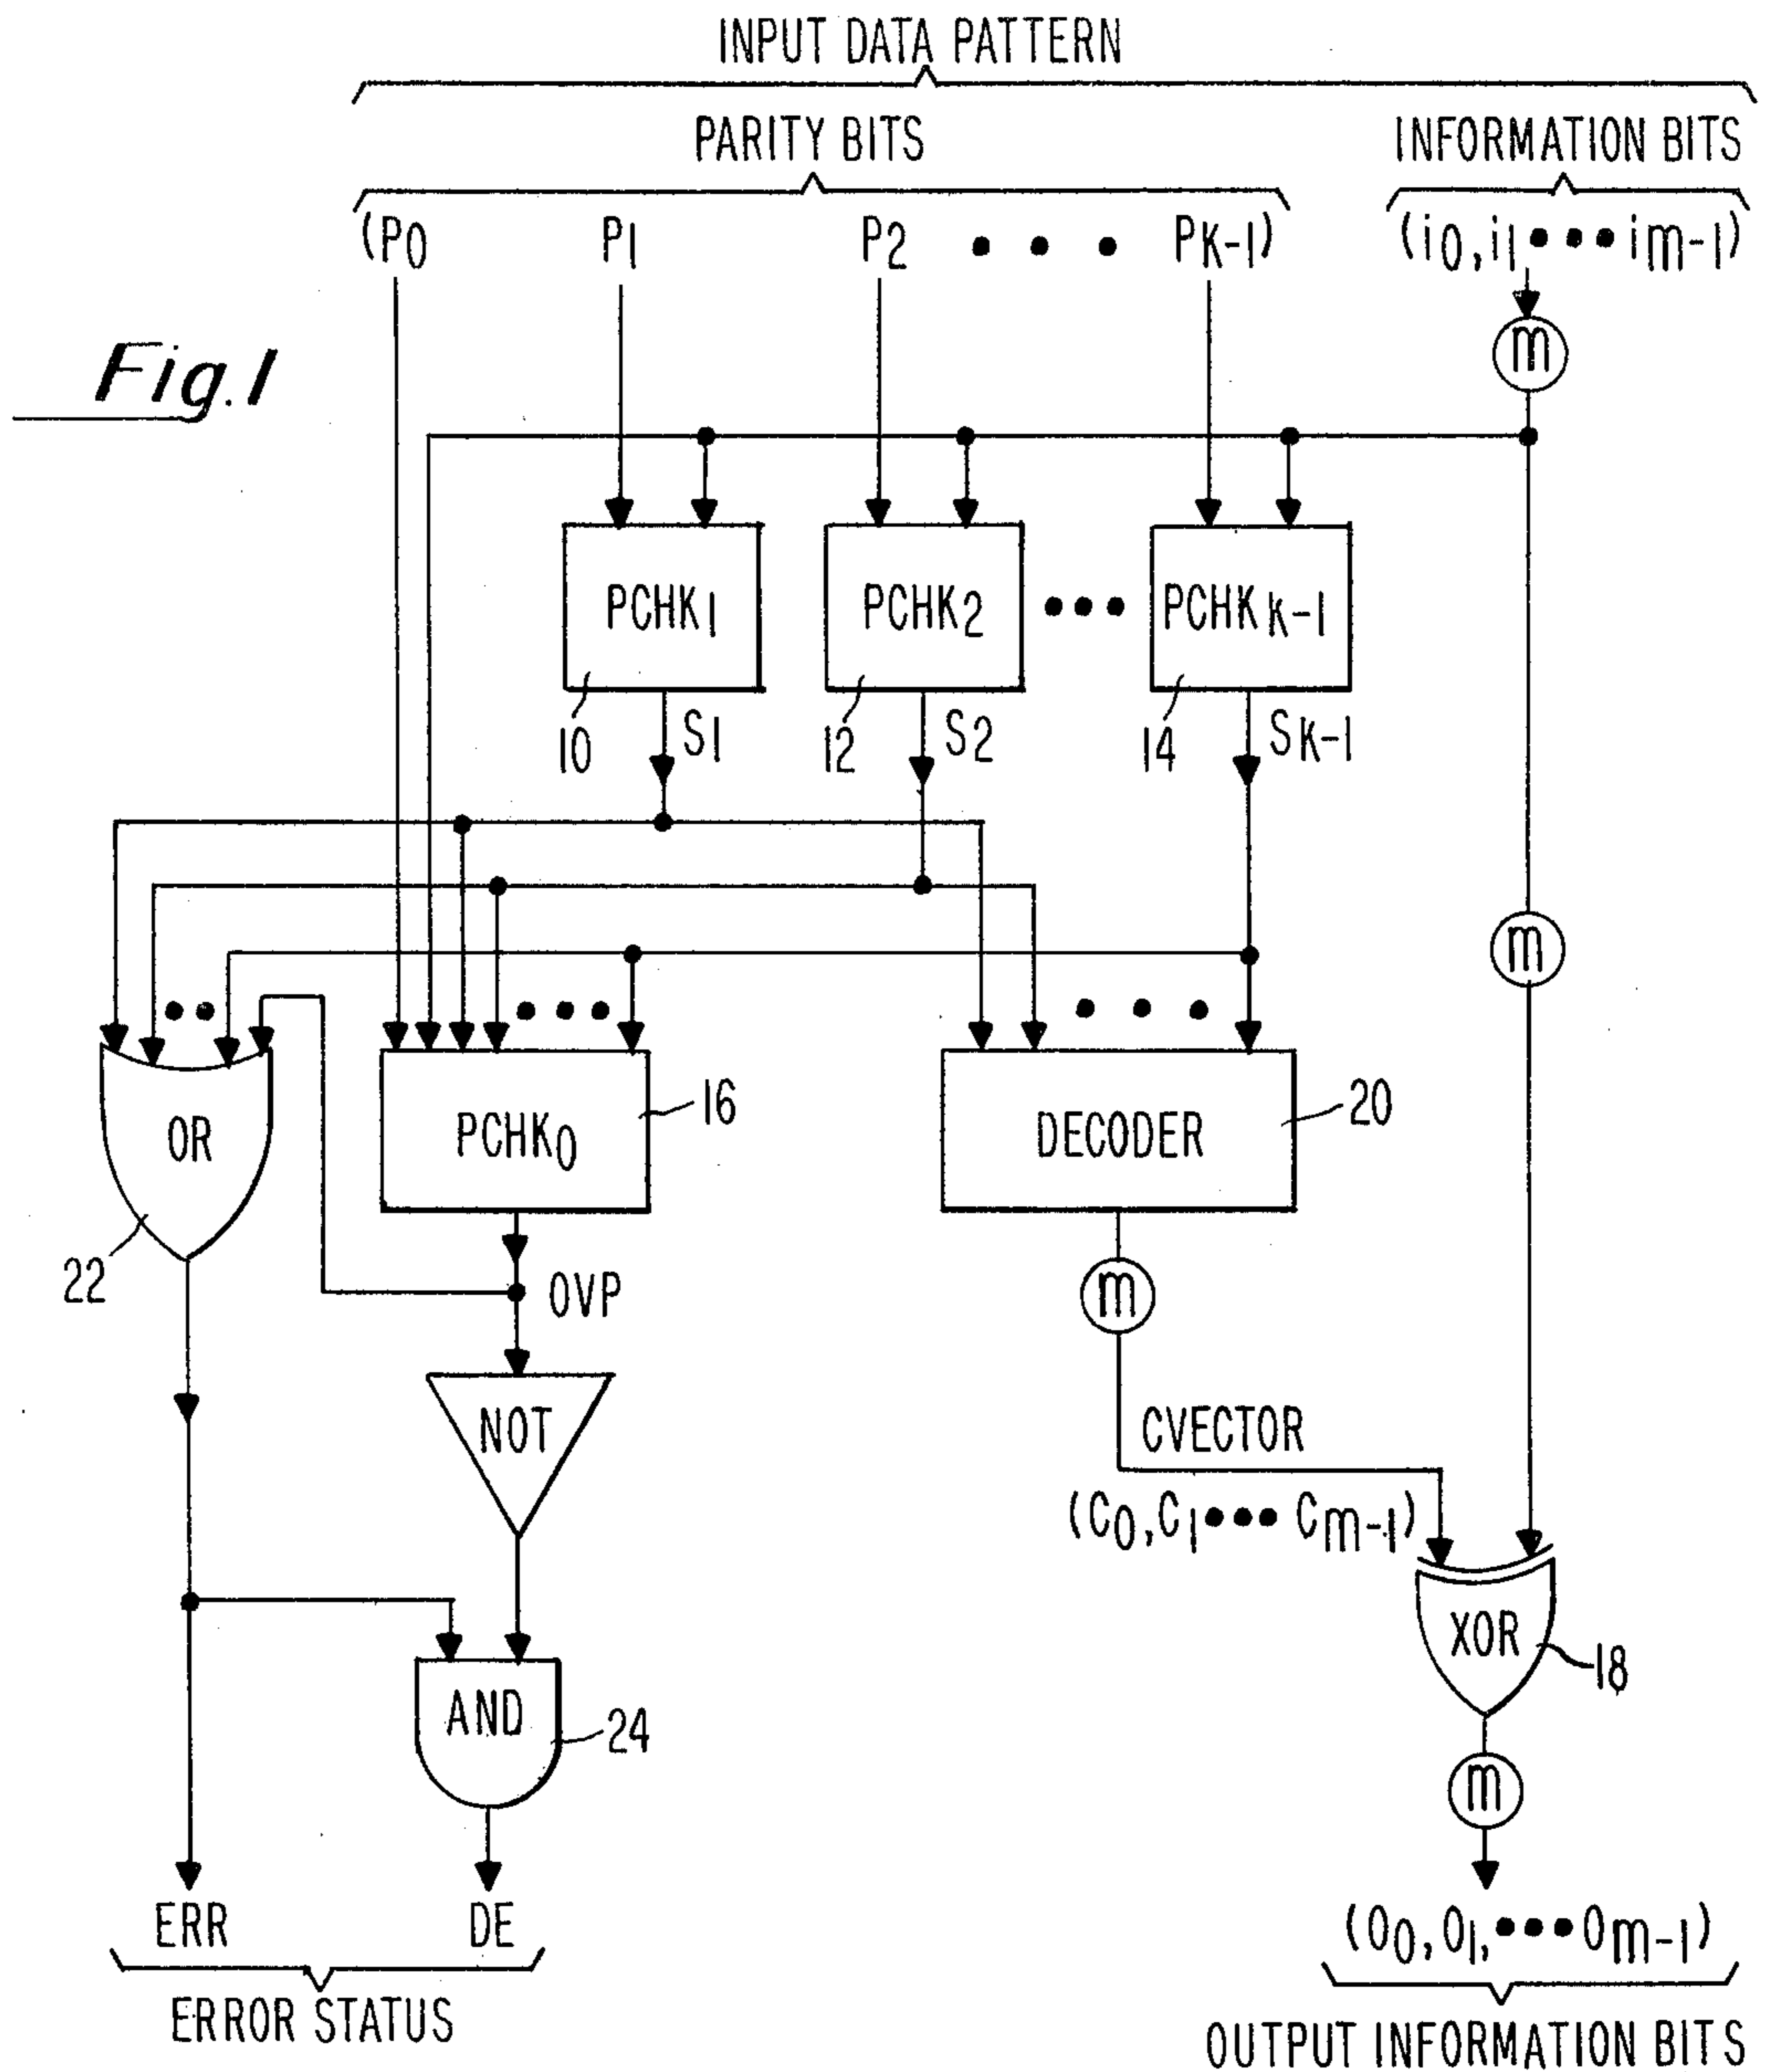 INPUT DATA PATTERN
PARITY BITS INFORMATION BITS
(P0 P1 P2 • • • PK-1) (i0,i1•••im-1)
Fig.1
m
PCHK1 PCHK2 ••• PCHKK-1
10 S1 12 S2 14 SK-1
m
•• ••• • • •
OR PCHK0 16 DECODER 20
22 OVP m
NOT CVECTOR
(C0,C1••• Cm-1)
XOR 18
AND 24
m
ERR DE (O0,O1,•••Om-1)
ERROR STATUS OUTPUT INFORMATION BITS